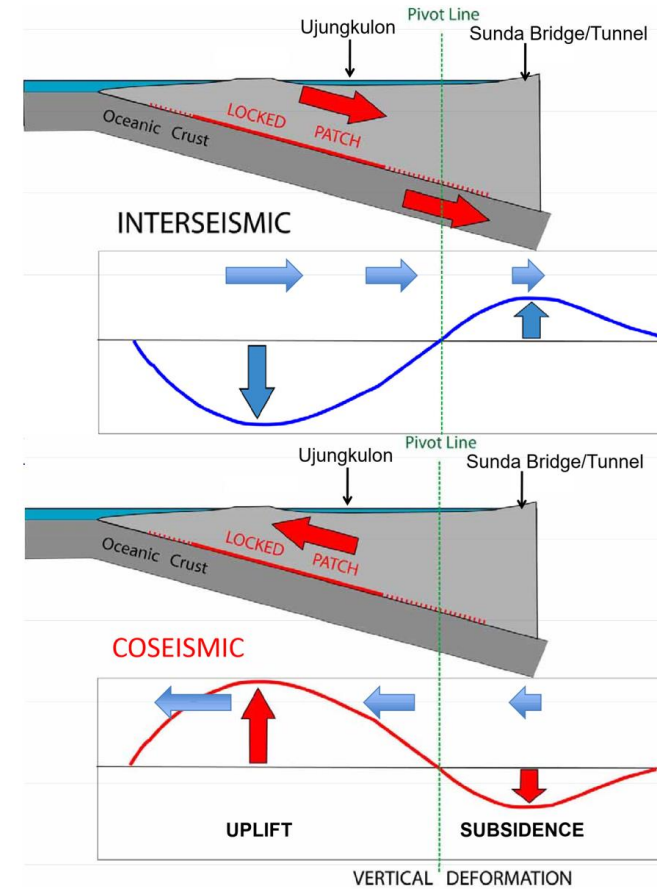 Pivot Line
Ujungkulon
Sunda Bridge/Tunnel
LOCKED PATCH
Oceanic Crust
INTERSEISMIC
Pivot Line
Ujungkulon
Sunda Bridge/Tunnel
LOCKED PATCH
Oceanic Crust
COSEISMIC
UPLIFT
SUBSIDENCE
VERTICAL DEFORMATION